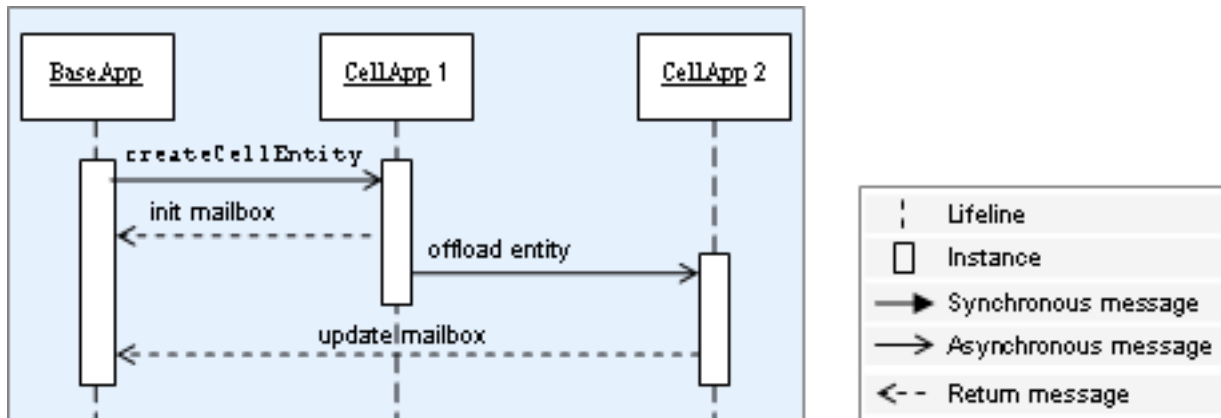 BaseApp
CellApp 1
CellApp 2
createCellEntity
init mailbox
offload entity
update mailbox
Lifeline
Instance
Synchronous message
Asynchronous message
Return message